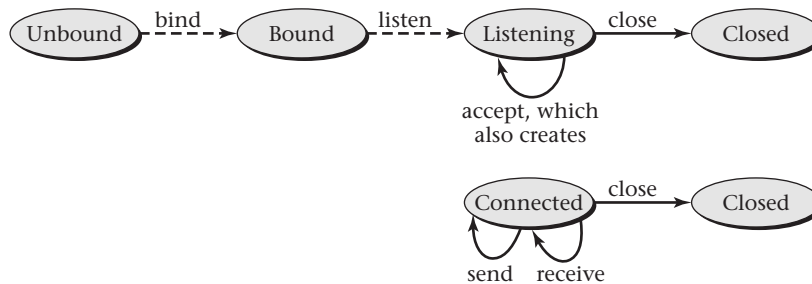 Unbound bind Bound listen Listening close Closed
accept, which
also creates
Connected close Closed
send receive